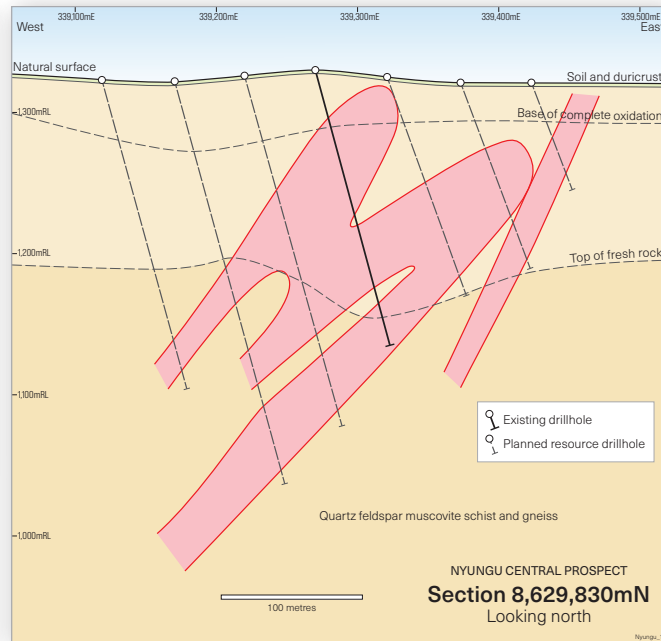 339,100mE
339,200mE
339,300mE
339,400mE
339,500mE
West
East
Natural surface
Soil and duricrust
1,300mRL
Base of complete oxidation
1,200mRL
Top of fresh rock
1,100mRL
Existing drillhole
Planned resource drillhole
Quartz feldspar muscovite schist and gneiss
1,000mRL
NYUNGU CENTRAL PROSPECT
Section 8,629,830mN
100 metres
Looking north